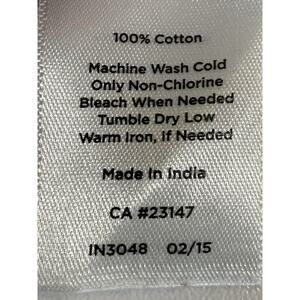 100% Cotton
Machine Wash Cold
Only Non-Chlorine
Bleach When Needed
Tumble Dry Low
Warm Iron, If Needed
Made In India
CA #23147
IN3048 02/15